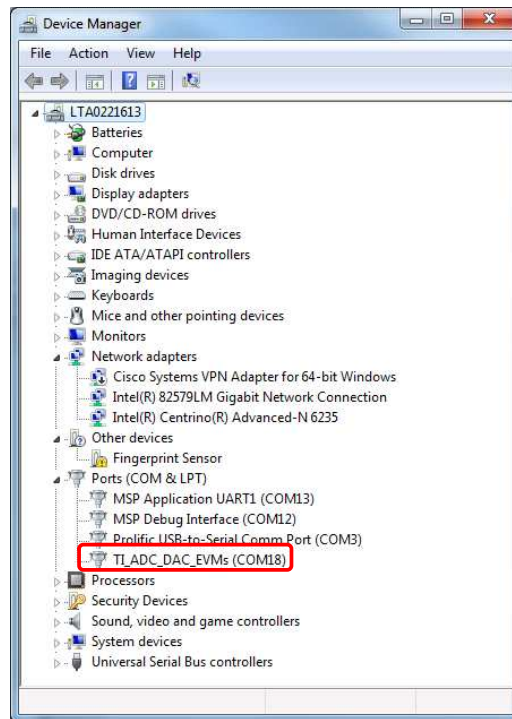 Device Manager
File Action View Help
LTA0221613
Batteries
Computer
Disk drives
Display adapters
DVD/CD-ROM drives
Human Interface Devices
IDE ATA/ATAPI controllers
Imaging devices
Keyboards
Mice and other pointing devices
Monitors
Network adapters
Cisco Systems VPN Adapter for 64-bit Windows
Intel(R) 82579LM Gigabit Network Connection
Intel(R) Centrino(R) Advanced-N 6235
Other devices
Fingerprint Sensor
Ports (COM & LPT)
MSP Application UART1 (COM13)
MSP Debug Interface (COM12)
Prolific USB-to-Serial Comm Port (COM3)
TI_ADC_DAC_EVMs (COM18)
Processors
Security Devices
Sound, video and game controllers
System devices
Universal Serial Bus controllers